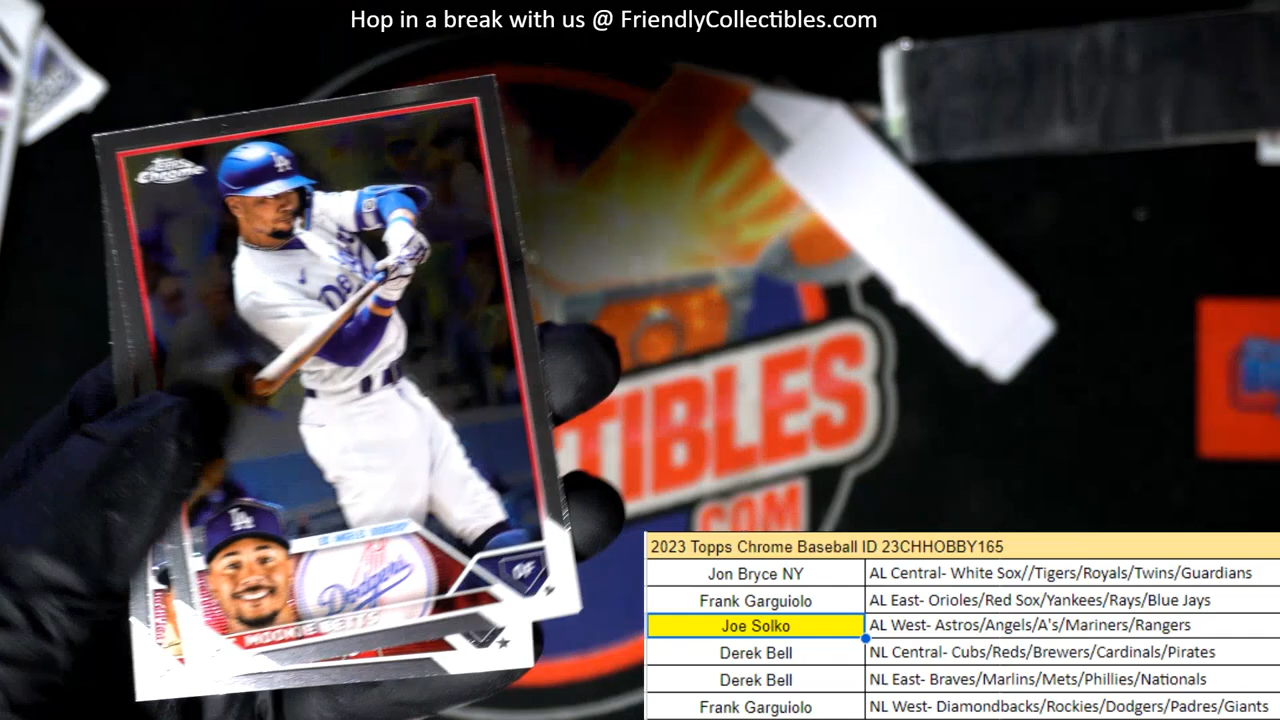 Hop in a break with us @ FriendlyCollectibles.com
Topps Chrome
LA
Dodgers
LA
LOS ANGELES DODGERS
Dodgers
OF
MOOKIE BETTS
TIBLES
.COM
2023 Topps Chrome Baseball ID 23CHHOBBY165
Jon Bryce NY AL Central- White Sox//Tigers/Royals/Twins/Guardians
Frank Garguiolo AL East- Orioles/Red Sox/Yankees/Rays/Blue Jays
Joe Solko AL West- Astros/Angels/A's/Mariners/Rangers
Derek Bell NL Central- Cubs/Reds/Brewers/Cardinals/Pirates
Derek Bell NL East- Braves/Marlins/Mets/Phillies/Nationals
Frank Garguiolo NL West- Diamondbacks/Rockies/Dodgers/Padres/Giants